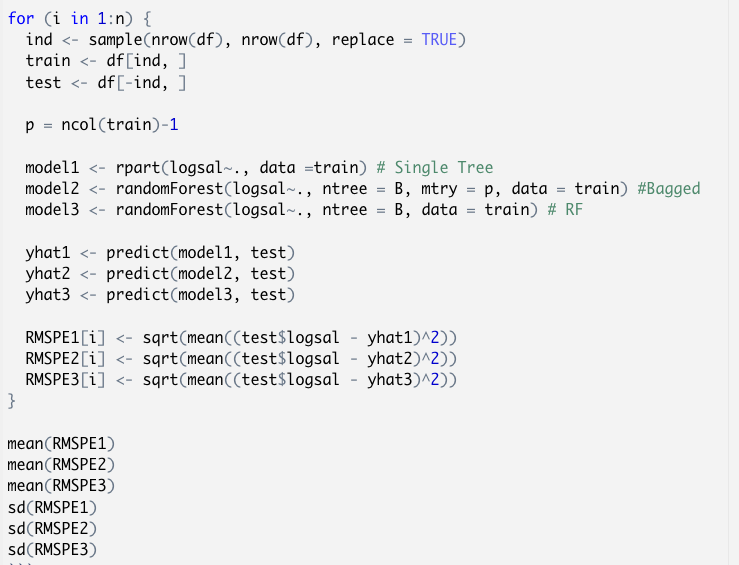 for (i in 1:n) {
  ind <- sample(nrow(df), nrow(df), replace = TRUE)
  train <- df[ind, ]
  test <- df[-ind, ]

  p = ncol(train)-1

  model1 <- rpart(logsal~., data =train) # Single Tree
  model2 <- randomForest(logsal~., ntree = B, mtry = p, data = train) #Bagged
  model3 <- randomForest(logsal~., ntree = B, data = train) # RF

  yhat1 <- predict(model1, test)
  yhat2 <- predict(model2, test)
  yhat3 <- predict(model3, test)

  RMSPE1[i] <- sqrt(mean((test$logsal - yhat1)^2))
  RMSPE2[i] <- sqrt(mean((test$logsal - yhat2)^2))
  RMSPE3[i] <- sqrt(mean((test$logsal - yhat3)^2))
}

mean(RMSPE1)
mean(RMSPE2)
mean(RMSPE3)
sd(RMSPE1)
sd(RMSPE2)
sd(RMSPE3)